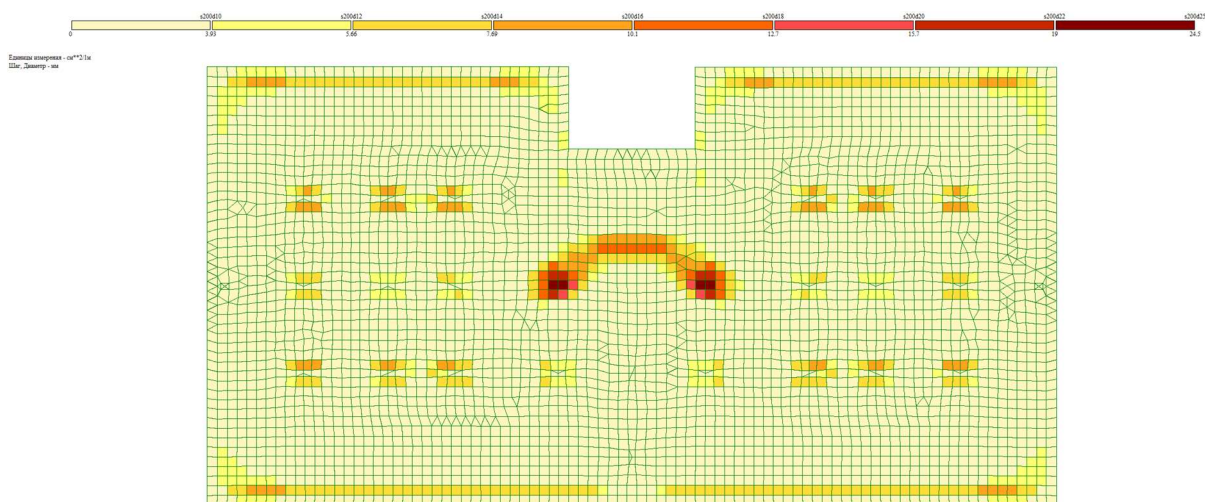 s200d10 s200d12 s200d14 s200d16 s200d18 s200d20 s200d22 s200d25
0 3.93 5.66 7.69 10.1 12.7 15.7 19 24.5
Единицы измерения - см**2/1м
Шаг, Диаметр - мм